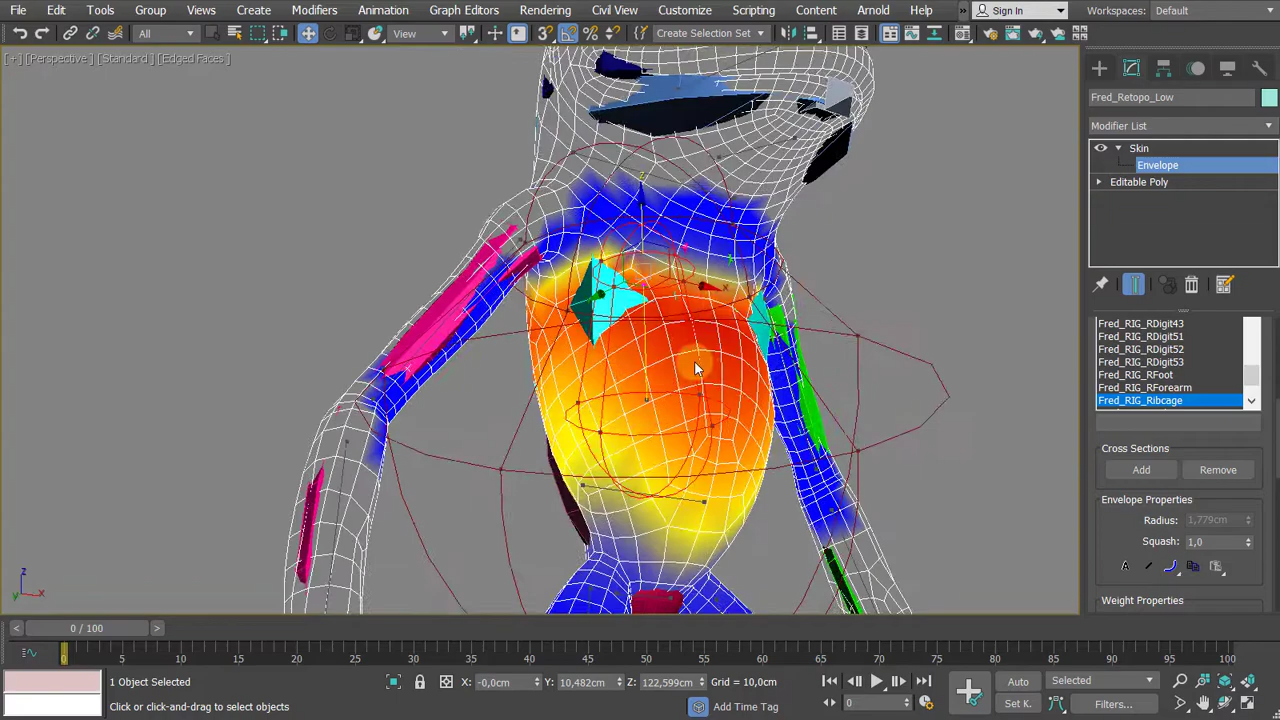 File Edit Tools Group Views Create Modifiers Animation Graph Editors Rendering Civil View Customize Scripting Content Arnold Help » Sign In Workspaces: Default
All View Create Selection Set
[+] [Perspective] [Standard] [Edged Faces]
Fred_Retopo_Low
Modifier List
Skin
Envelope
Editable Poly
Fred_RIG_RDigit43
Fred_RIG_RDigit51
Fred_RIG_RDigit52
Fred_RIG_RDigit53
Fred_RIG_RFoot
Fred_RIG_RForearm
Fred_RIG_Ribcage
Cross Sections
Add Remove
Envelope Properties
Radius: 1,779cm
Squash: 1,0
Weight Properties
z
x
z
y
x
< 0 / 100 >
0 5 10 15 20 25 30 35 40 45 50 55 60 65 70 75 80 85 90 95 100
1 Object Selected X: -0,0cm Y: 10,482cm Z: 122,599cm Grid = 10,0cm Auto Selected
Click or click-and-drag to select objects Add Time Tag 0 Set K. Filters...